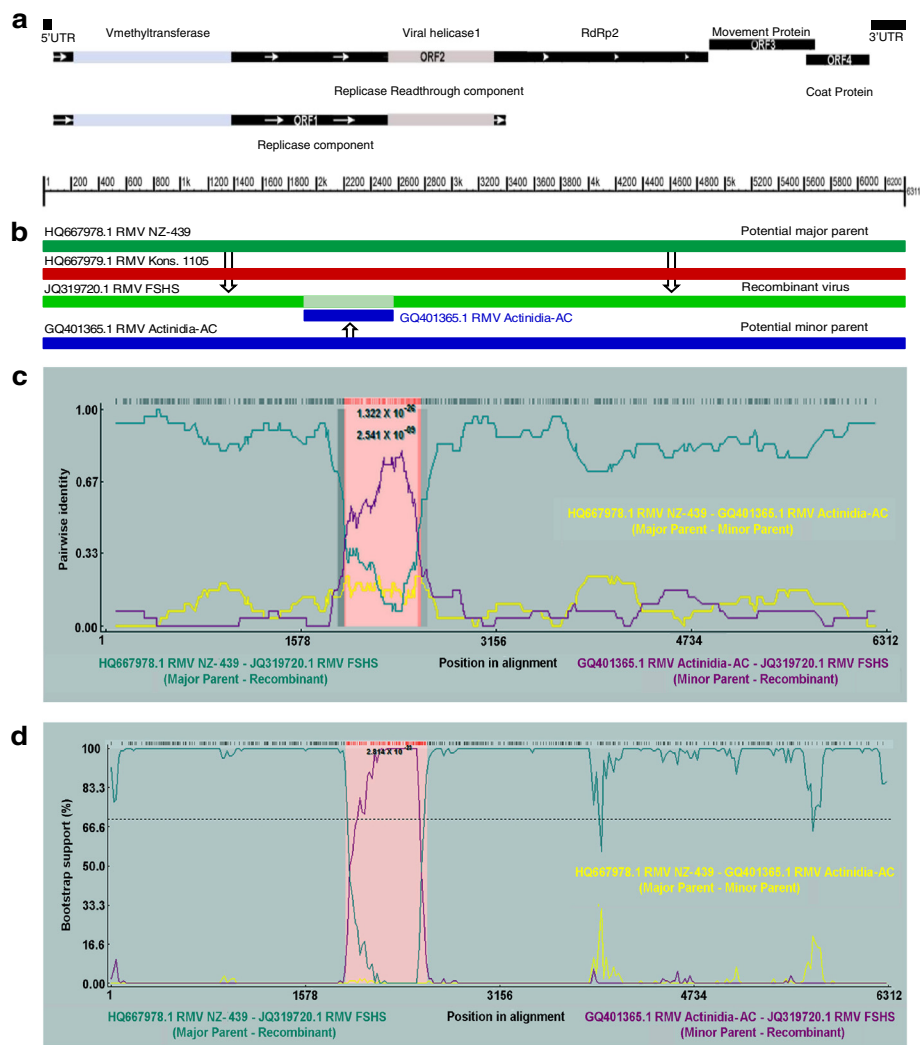 a
5'UTR
Vmethyltransferase
Viral helicase1
RdRp2
Movement Protein
3'UTR
ORF3
ORF2
ORF4
Replicase Readthrough component
Coat Protein
ORF1
Replicase component
1 200 400 600 800 1k 1200 1400 1600 1800 2k 2200 2400 2600 2800 3k 3200 3400 3600 3800 4k 4200 4400 4600 4800 5k 5200 5400 5600 5800 6k 6200 6311
b
HQ667978.1 RMV NZ-439
Potential major parent
HQ667979.1 RMV Kons. 1105
JQ319720.1 RMV FSHS
Recombinant virus
GQ401365.1 RMV Actinidia-AC
GQ401365.1 RMV Actinidia-AC
Potential minor parent
c
1.00
0.67
0.33
0.00
Pairwise identity
1.322 X 10-26
2.541 X 10-09
HQ667978.1 RMV NZ-439 - GQ401365.1 RMV Actinidia-AC
(Major Parent - Minor Parent)
1 1578 3156 4734 6312
HQ667978.1 RMV NZ-439 - JQ319720.1 RMV FSHS
(Major Parent - Recombinant)
Position in alignment
GQ401365.1 RMV Actinidia-AC - JQ319720.1 RMV FSHS
(Minor Parent - Recombinant)
d
100
83.3
66.6
50.0
33.3
16.6
0.00
Bootstrap support (%)
HQ667978.1 RMV NZ-439 - GQ401365.1 RMV Actinidia-AC
(Major Parent - Minor Parent)
1 1578 3156 4734 6312
HQ667978.1 RMV NZ-439 - JQ319720.1 RMV FSHS
(Major Parent - Recombinant)
Position in alignment
GQ401365.1 RMV Actinidia-AC - JQ319720.1 RMV FSHS
(Minor Parent - Recombinant)